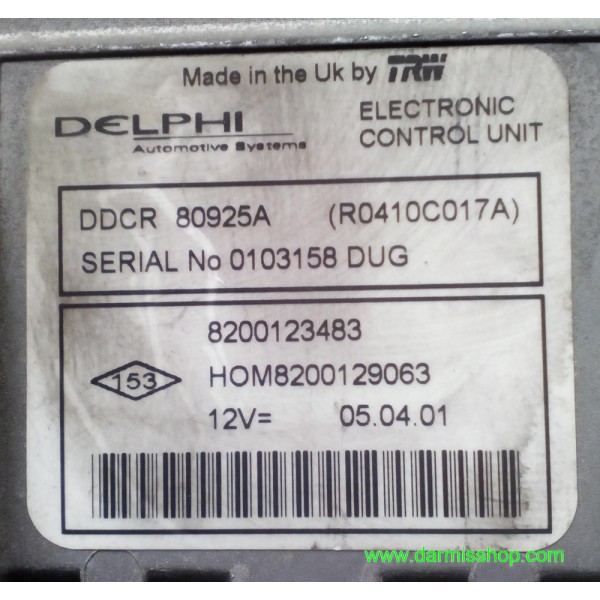 Made in the Uk by TRW
DELPHI
Automotive Systems
ELECTRONIC
CONTROL UNIT
DDCR 80925A (R0410C017A)
SERIAL No 0103158 DUG
8200123483
153 HOM8200129063
12V= 05.04.01
www.darmisshop.com